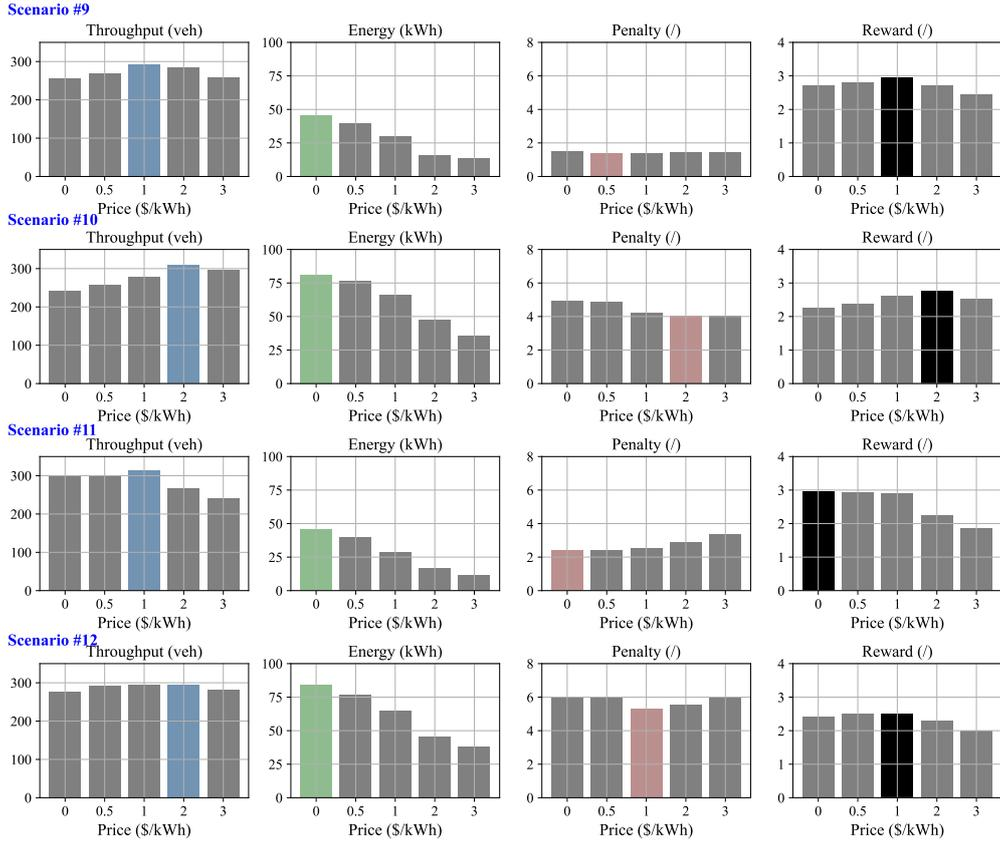 Scenario #9
Throughput (veh) Energy (kWh) Penalty (/) Reward (/)
300 100 8 4
75 6 3
200 50 4 2
100 25 2 1
0 0 0 0
0 0.5 1 2 3 0 0.5 1 2 3 0 0.5 1 2 3 0 0.5 1 2 3
Price ($/kWh) Price ($/kWh) Price ($/kWh) Price ($/kWh)
Scenario #10
Throughput (veh) Energy (kWh) Penalty (/) Reward (/)
300 100 8 4
75 6 3
200 50 4 2
100 25 2 1
0 0 0 0
0 0.5 1 2 3 0 0.5 1 2 3 0 0.5 1 2 3 0 0.5 1 2 3
Price ($/kWh) Price ($/kWh) Price ($/kWh) Price ($/kWh)
Scenario #11
Throughput (veh) Energy (kWh) Penalty (/) Reward (/)
300 100 8 4
75 6 3
200 50 4 2
100 25 2 1
0 0 0 0
0 0.5 1 2 3 0 0.5 1 2 3 0 0.5 1 2 3 0 0.5 1 2 3
Price ($/kWh) Price ($/kWh) Price ($/kWh) Price ($/kWh)
Scenario #12
Throughput (veh) Energy (kWh) Penalty (/) Reward (/)
300 100 8 4
75 6 3
200 50 4 2
100 25 2 1
0 0 0 0
0 0.5 1 2 3 0 0.5 1 2 3 0 0.5 1 2 3 0 0.5 1 2 3
Price ($/kWh) Price ($/kWh) Price ($/kWh) Price ($/kWh)